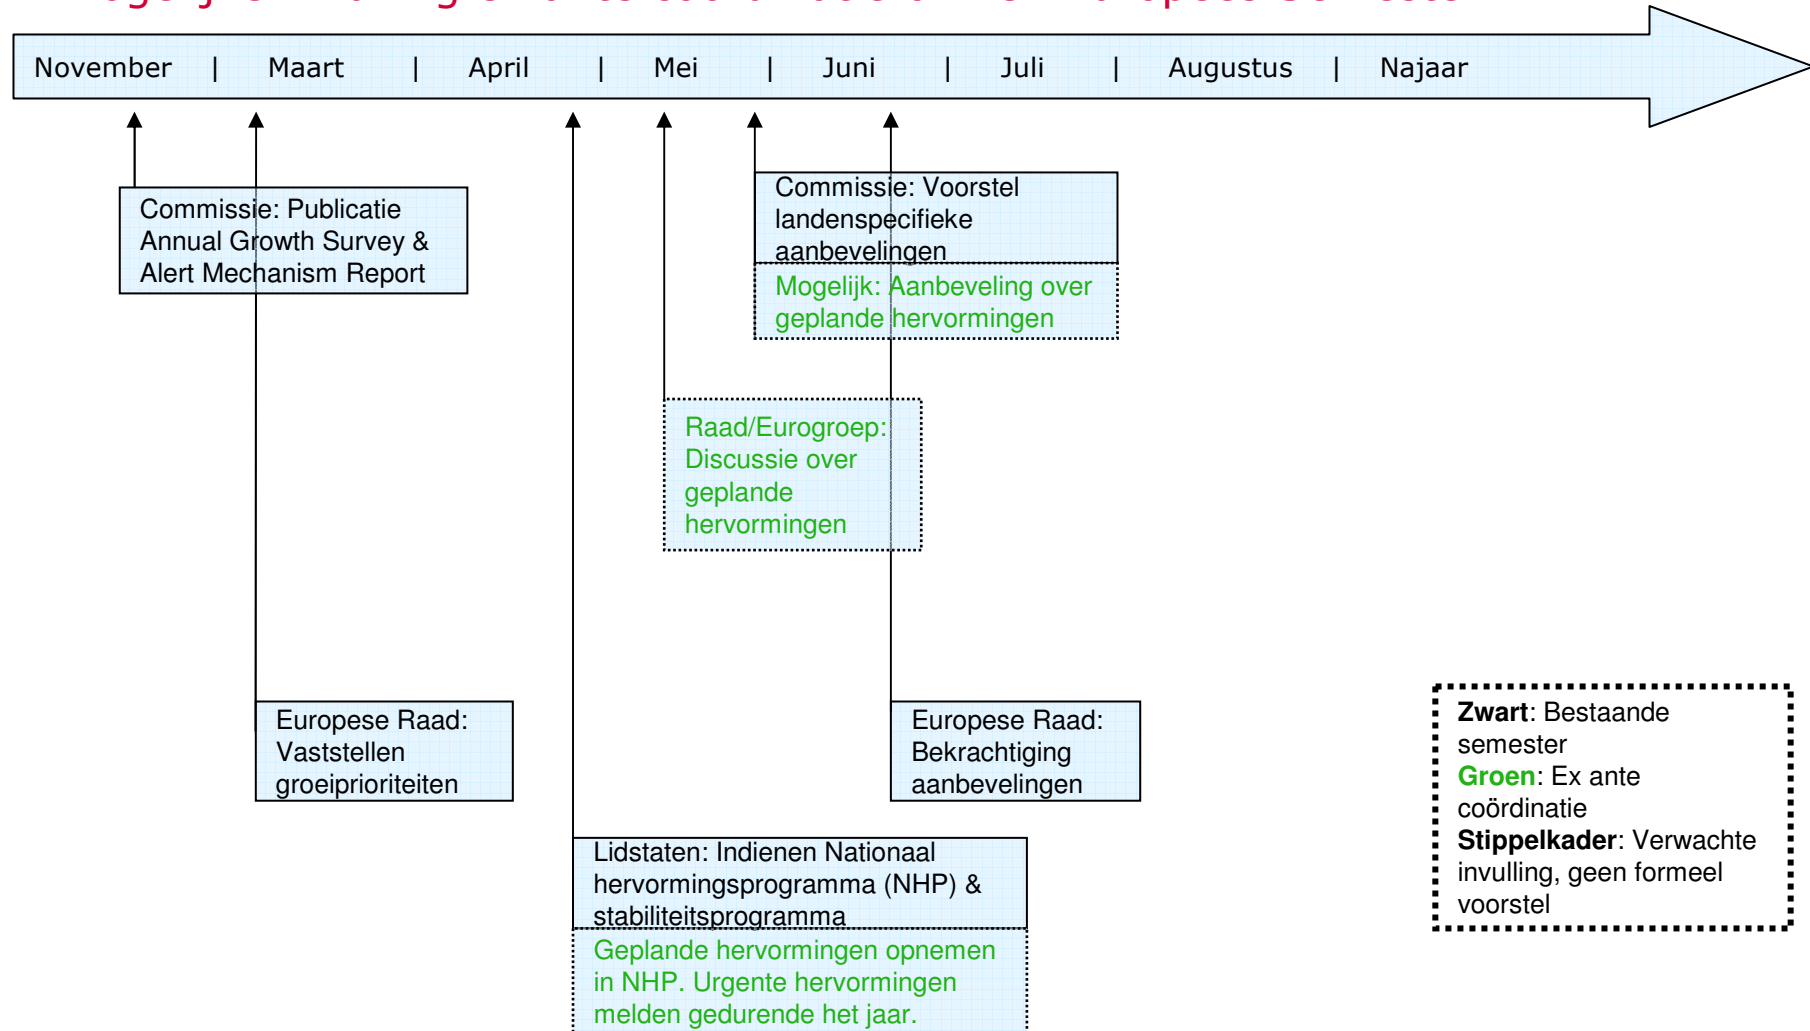 November | Maart | April | Mei | Juni | Juli | Augustus | Najaar
Commissie: Publicatie
Annual Growth Survey &
Alert Mechanism Report
Commissie: Voorstel
landenspecifieke
aanbevelingen
Mogelijk: Aanbeveling over
geplande hervormingen
Raad/Eurogroep:
Discussie over
geplande
hervormingen
Europese Raad:
Vaststellen
groeiprioriteiten
Europese Raad:
Bekrachtiging
aanbevelingen
Lidstaten: Indienen Nationaal
hervormingsprogramma (NHP) &
stabiliteitsprogramma
Geplande hervormingen opnemen
in NHP. Urgente hervormingen
melden gedurende het jaar.
Zwart: Bestaande
semester
Groen: Ex ante
coördinatie
Stippelkader: Verwachte
invulling, geen formeel
voorstel